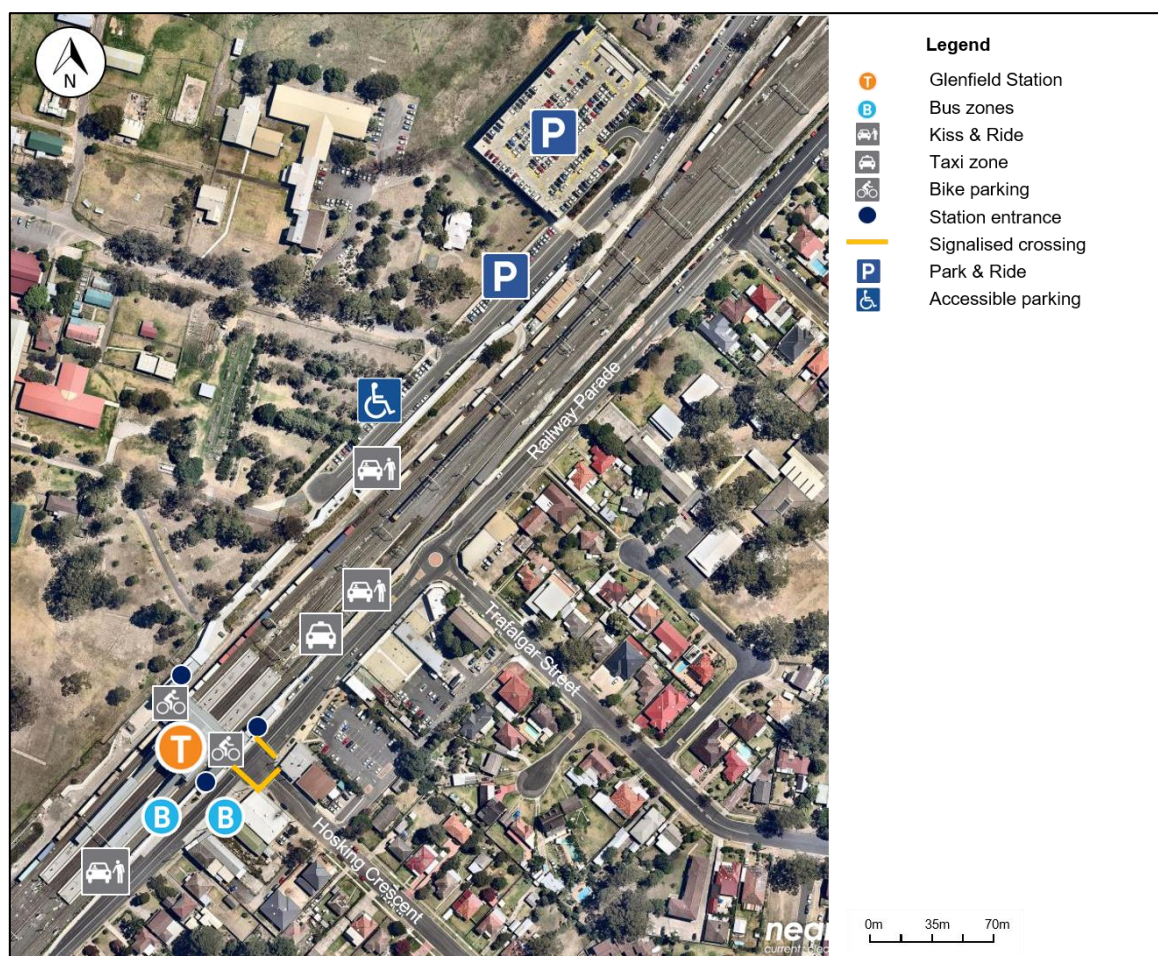 N
Legend
T Glenfield Station
B Bus zones
Kiss & Ride
Taxi zone
Bike parking
Station entrance
Signalised crossing
P Park & Ride
Accessible parking
P
P
Railway Parade
Trafalgar Street
T
B B
Hosking Crescent
0m 35m 70m